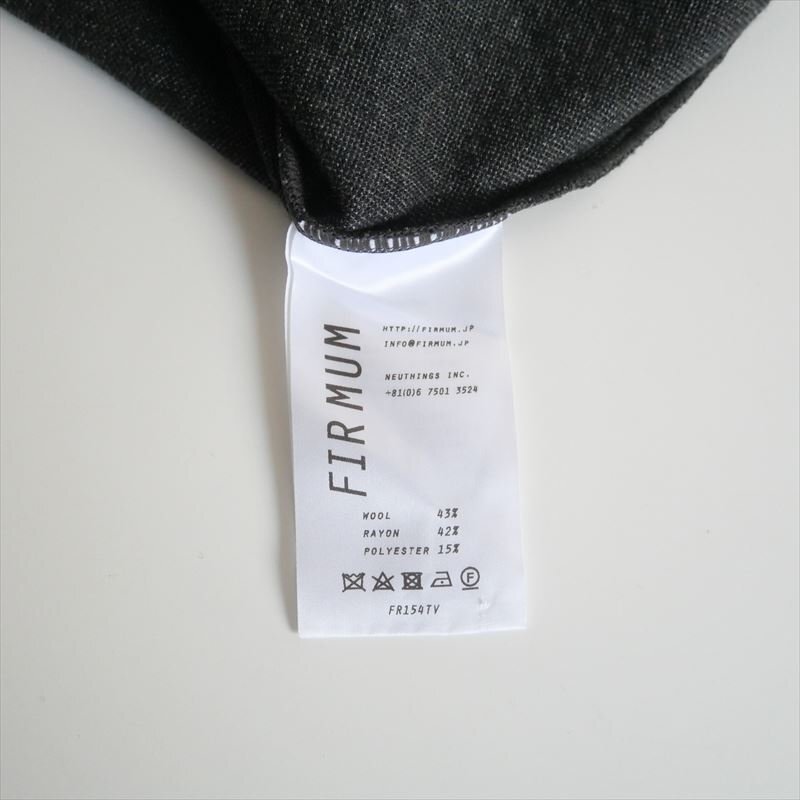 FIRMUM
HTTP://FIRMUM.JP
INFO@FIRMUM.JP
NEUTHINGS INC.
+81(0)6 7501 3524
WOOL 43%
RAYON 42%
POLYESTER 15%
F
FR154TV